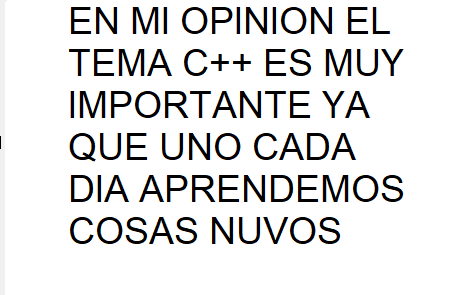 EN MI OPINION EL
TEMA C++ ES MUY
IMPORTANTE YA
QUE UNO CADA
DIA APRENDEMOS
COSAS NUVOS